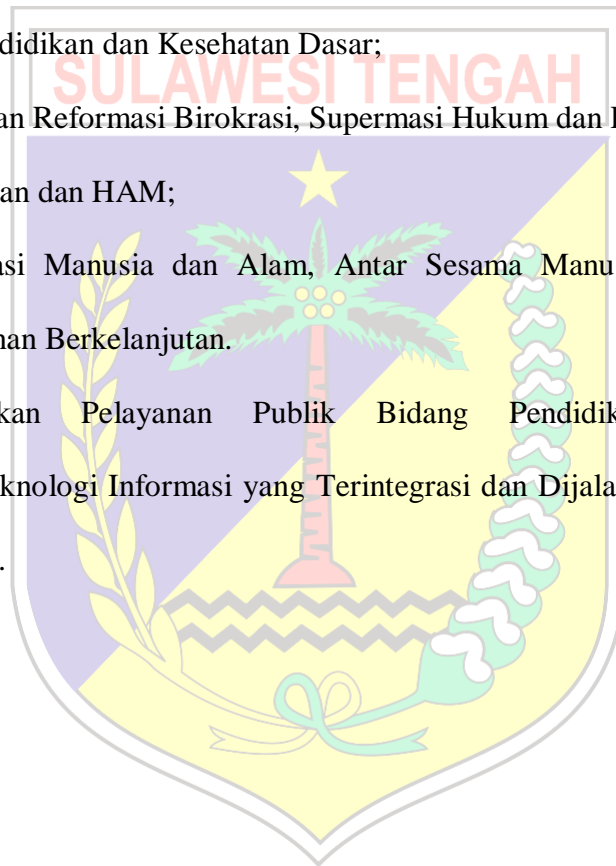 didikan dan Kesehatan Dasar;
SULAWESI TENGAH
an Reformasi Birokrasi, Supermasi Hukum dan
an dan HAM;
asi Manusia dan Alam, Antar Sesama Manu
nan Berkelanjutan.
kan Pelayanan Publik Bidang Pendidik
knologi Informasi yang Terintegrasi dan Dijala
.